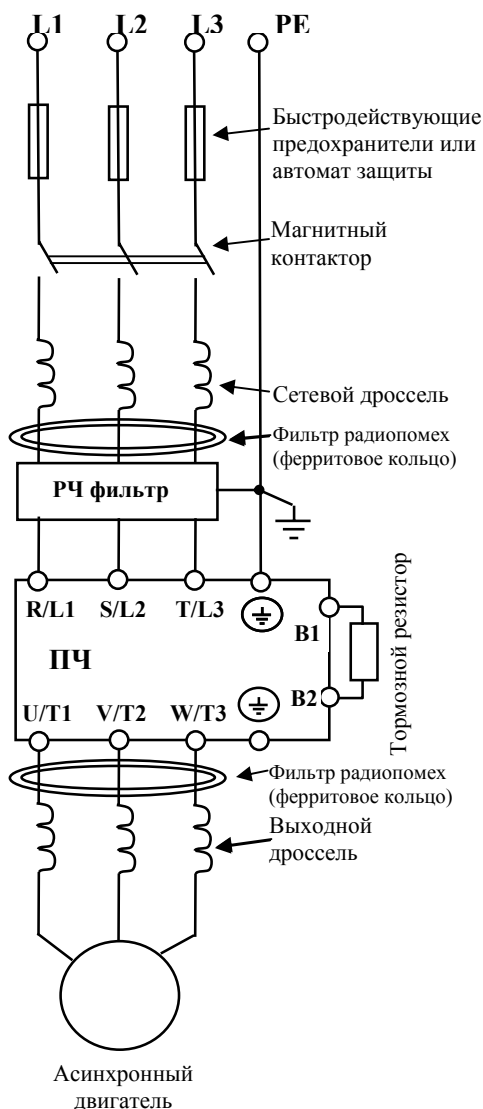 L1 L2 L3 PE
Быстродействующие
предохранители или
автомат защиты
Магнитный
контактор
Сетевой дроссель
Фильтр радиопомех
(ферритовое кольцо)
РЧ фильтр
R/L1 S/L2 T/L3
B1
ПЧ
Тормозной резистор
B2
U/T1 V/T2 W/T3
Фильтр радиопомех
(ферритовое кольцо)
Выходной
дроссель
Асинхронный
двигатель